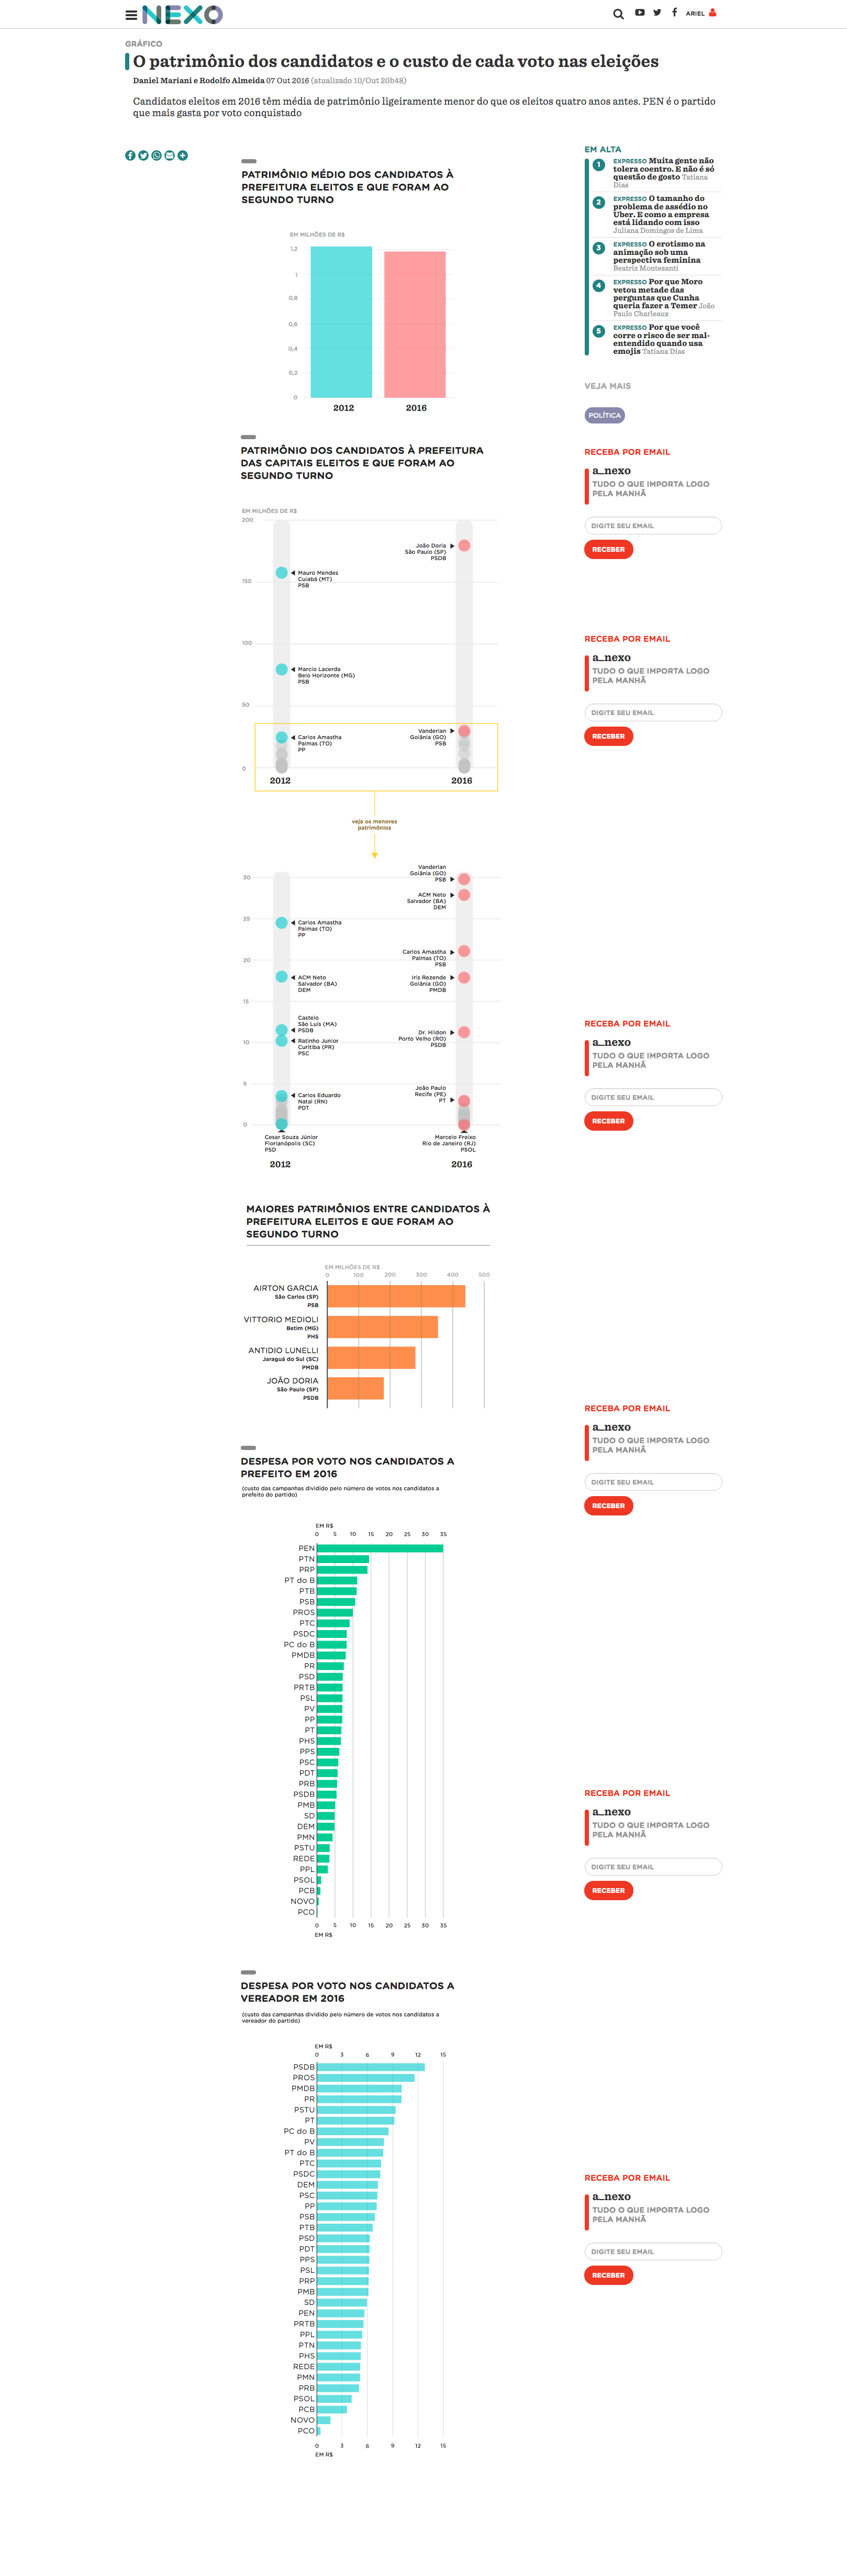 NEXO
ARIEL
GRÁFICO
O patrimônio dos candidatos e o custo de cada voto nas eleições
Daniel Mariani e Rodolfo Almeida 07 Out 2016 (atualizado 10/Out 20h48)
Candidatos eleitos em 2016 têm média de patrimônio ligeiramente menor do que os eleitos quatro anos antes. PEN é o partido
que mais gasta por voto conquistado
PATRIMÔNIO MÉDIO DOS CANDIDATOS À
PREFEITURA ELEITOS E QUE FORAM AO
SEGUNDO TURNO
EM MILHÕES DE R$
1,2
1
0,8
0,6
0,4
0,2
0
2012
2016
PATRIMÔNIO DOS CANDIDATOS À PREFEITURA
DAS CAPITAIS ELEITOS E QUE FORAM AO
SEGUNDO TURNO
EM MILHÕES DE R$
200
João Doria
São Paulo (SP)
PSDB
Mauro Mendes
Cuiabá (MT)
PSB
150
100
Marcio Lacerda
Belo Horizonte (MG)
PSB
50
Vanderlan
Goiânia (GO)
PSB
Carlos Amastha
Palmas (TO)
PP
0
2012
2016
veja os menores
patrimônios
Vanderlan
Goiânia (GO)
PSB
30
ACM Neto
Salvador (BA)
DEM
25
Carlos Amastha
Palmas (TO)
PP
Carlos Amastha
Palmas (TO)
PSB
20
ACM Neto
Salvador (BA)
DEM
Iris Rezende
Goiânia (GO)
PMDB
15
Castelo
São Luís (MA)
PSDB
Dr. Hildon
Porto Velho (RO)
PSDB
Ratinho Junior
Curitiba (PR)
PSC
10
5
João Paulo
Recife (PE)
PT
Carlos Eduardo
Natal (RN)
PDT
0
Cesar Souza Júnior
Florianópolis (SC)
PSD
Marcelo Freixo
Rio de Janeiro (RJ)
PSOL
2012
2016
MAIORES PATRIMÔNIOS ENTRE CANDIDATOS À
PREFEITURA ELEITOS E QUE FORAM AO
SEGUNDO TURNO
EM MILHÕES DE R$
0 100 200 300 400 500
AIRTON GARCIA
São Carlos (SP)
PSB
VITTORIO MEDIOLI
Betim (MG)
PHS
ANTIDIO LUNELLI
Jaraguá do Sul (SC)
PMDB
JOÃO DORIA
São Paulo (SP)
PSDB
DESPESA POR VOTO NOS CANDIDATOS A
PREFEITO EM 2016
(custo das campanhas dividido pelo número de votos nos candidatos a
prefeito do partido)
EM R$
0 5 10 15 20 25 30 35
PEN
PTN
PRP
PT do B
PTB
PSB
PROS
PTC
PSDC
PC do B
PMDB
PR
PSD
PRTB
PSL
PV
PP
PT
PHS
PPS
PSC
PDT
PRB
PSDB
PMB
SD
DEM
PMN
PSTU
REDE
PPL
PSOL
PCB
NOVO
PCO
0 5 10 15 20 25 30 35
EM R$
DESPESA POR VOTO NOS CANDIDATOS A
VEREADOR EM 2016
(custo das campanhas dividido pelo número de votos nos candidatos a
vereador do partido)
EM R$
0 3 6 9 12 15
PSDB
PROS
PMDB
PR
PSTU
PT
PC do B
PV
PT do B
PTC
PSDC
DEM
PSC
PP
PSB
PTB
PSD
PDT
PPS
PSL
PRP
PMB
SD
PEN
PRTB
PPL
PTN
PHS
REDE
PMN
PRB
PSOL
PCB
NOVO
PCO
0 3 6 9 12 15
EM R$
EM ALTA
1
EXPRESSO Muita gente não
tolera coentro. E não é só
questão de gosto Tatiana
Dias
2
EXPRESSO O tamanho do
problema de assédio no
Uber. E como a empresa
está lidando com isso
Juliana Domingos de Lima
3
EXPRESSO O erotismo na
animação sob uma
perspectiva feminina
Beatriz Montesanti
4
EXPRESSO Por que Moro
vetou metade das
perguntas que Cunha
queria fazer a Temer João
Paulo Charleaux
5
EXPRESSO Por que você
corre o risco de ser mal-
entendido quando usa
emojis Tatiana Dias
VEJA MAIS
POLÍTICA
RECEBA POR EMAIL
a_nexo
TUDO O QUE IMPORTA LOGO
PELA MANHÃ
DIGITE SEU EMAIL
RECEBER
RECEBA POR EMAIL
a_nexo
TUDO O QUE IMPORTA LOGO
PELA MANHÃ
DIGITE SEU EMAIL
RECEBER
RECEBA POR EMAIL
a_nexo
TUDO O QUE IMPORTA LOGO
PELA MANHÃ
DIGITE SEU EMAIL
RECEBER
RECEBA POR EMAIL
a_nexo
TUDO O QUE IMPORTA LOGO
PELA MANHÃ
DIGITE SEU EMAIL
RECEBER
RECEBA POR EMAIL
a_nexo
TUDO O QUE IMPORTA LOGO
PELA MANHÃ
DIGITE SEU EMAIL
RECEBER
RECEBA POR EMAIL
a_nexo
TUDO O QUE IMPORTA LOGO
PELA MANHÃ
DIGITE SEU EMAIL
RECEBER